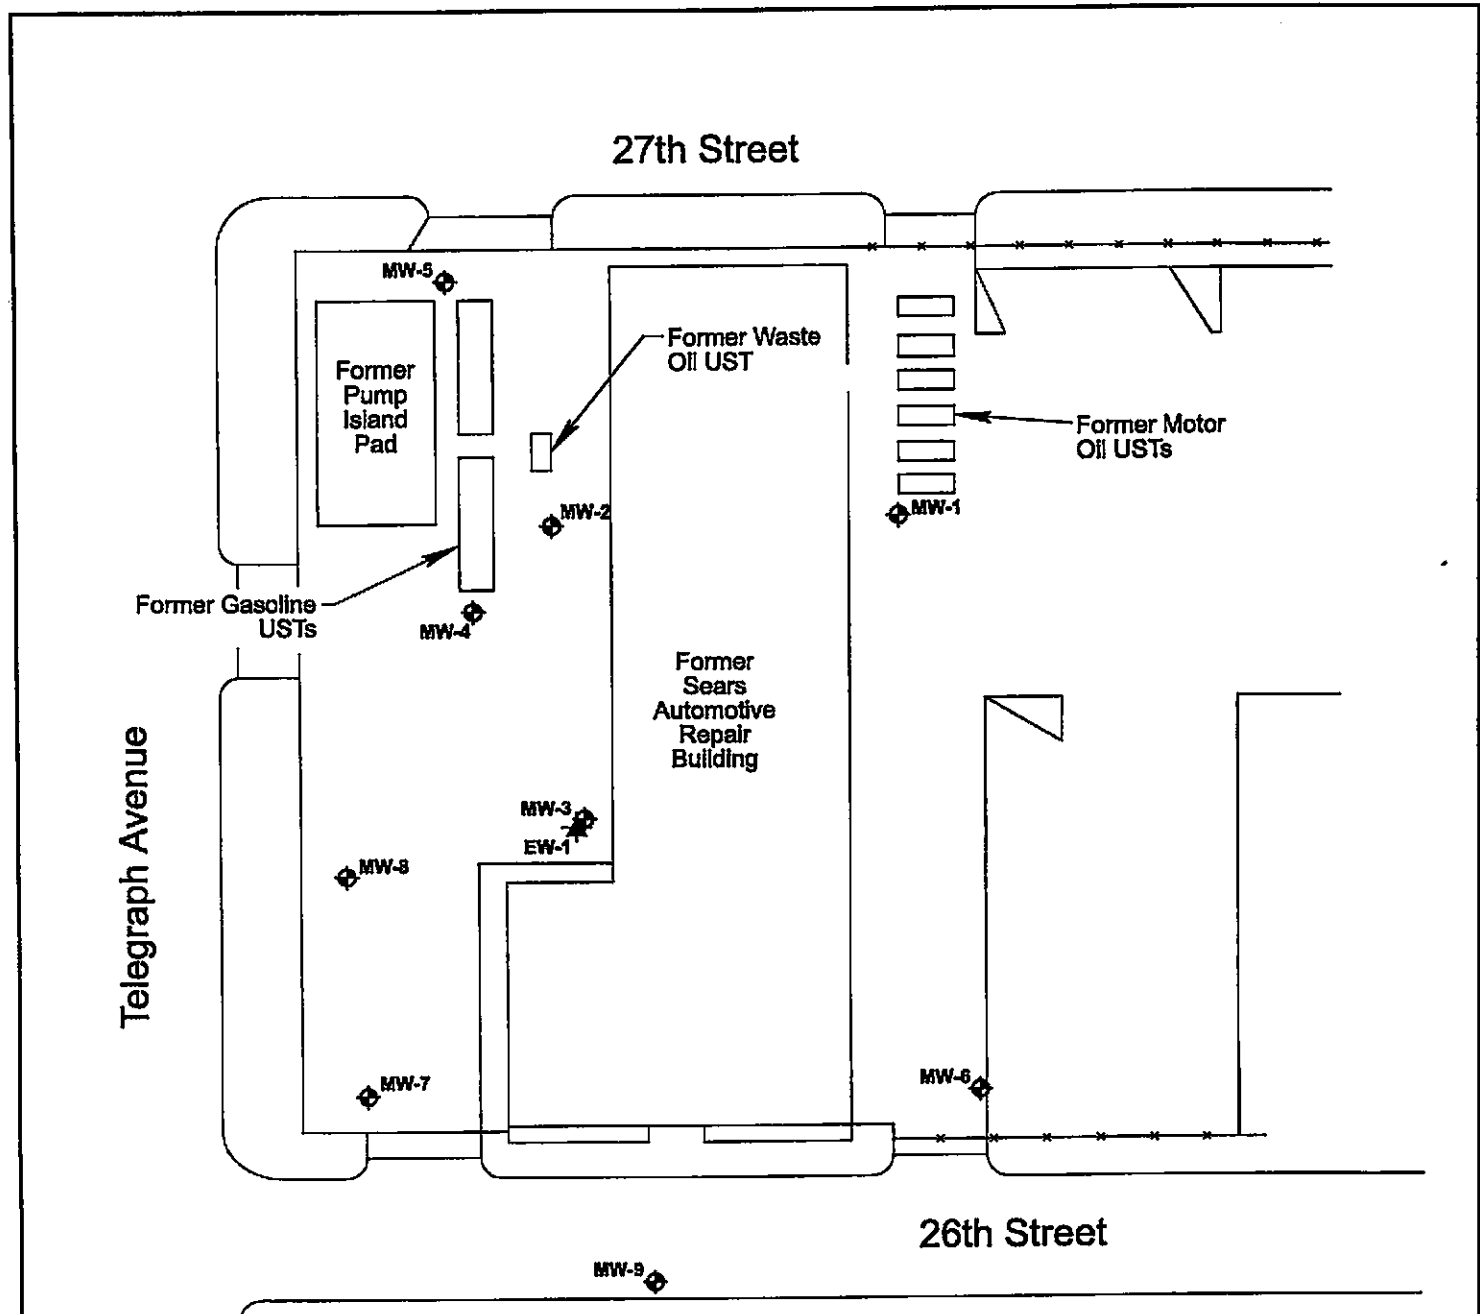 27th Street
MW-5
Former Waste
Oil UST
Former
Pump
Island
Pad
Former Motor
Oil USTs
MW-2
MW-1
Former Gasoline
USTs
MW-4
Former
Sears
Automotive
Repair
Building
Telegraph Avenue
MW-3
EW-1
MW-8
MW-7
MW-6
26th Street
MW-9